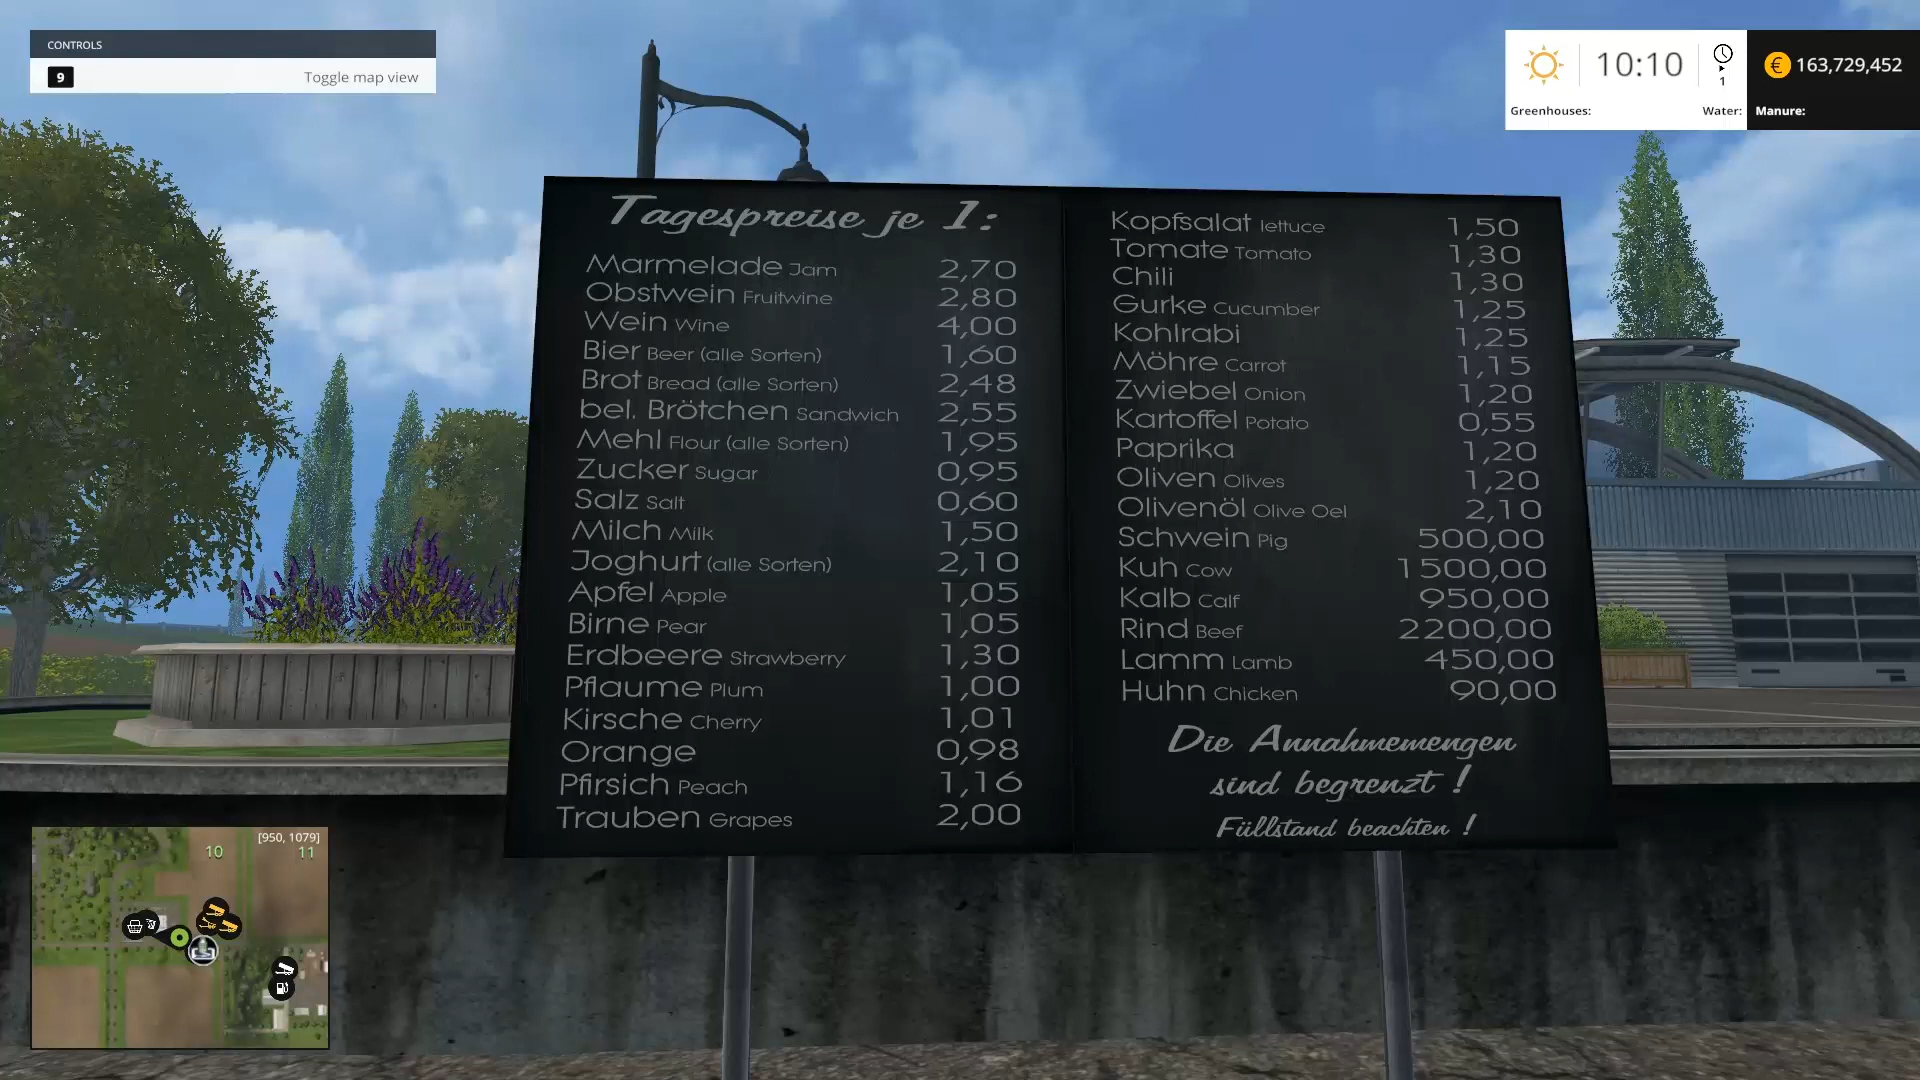 CONTROLS
9 Toggle map view
10:10
1
163,729,452
Greenhouses: Water: Manure:
Tagespreise je 1:
Marmelade Jam 2,70
Obstwein Fruitwine 2,80
Wein Wine 4,00
Bier Beer (alle Sorten) 1,60
Brot Bread (alle Sorten) 2,48
bel. Brötchen Sandwich 2,55
Mehl Flour (alle Sorten) 1,95
Zucker Sugar 0,95
Salz Salt 0,60
Milch Milk 1,50
Joghurt (alle Sorten) 2,10
Apfel Apple 1,05
Birne Pear 1,05
Erdbeere Strawberry 1,30
Pflaume Plum 1,00
Kirsche Cherry 1,01
Orange 0,98
Pfirsich Peach 1,16
Trauben Grapes 2,00
Kopfsalat lettuce 1,50
Tomate Tomato 1,30
Chili 1,30
Gurke Cucumber 1,25
Kohlrabi 1,25
Möhre Carrot 1,15
Zwiebel Onion 1,20
Kartoffel Potato 0,55
Paprika 1,20
Oliven Olives 1,20
Olivenöl Olive Oel 2,10
Schwein Pig 500,00
Kuh Cow 1500,00
Kalb Calf 950,00
Rind Beef 2200,00
Lamm Lamb 450,00
Huhn Chicken 90,00
Die Annahmemengen
sind begrenzt !
Füllstand beachten !
[950, 1079]
10 11